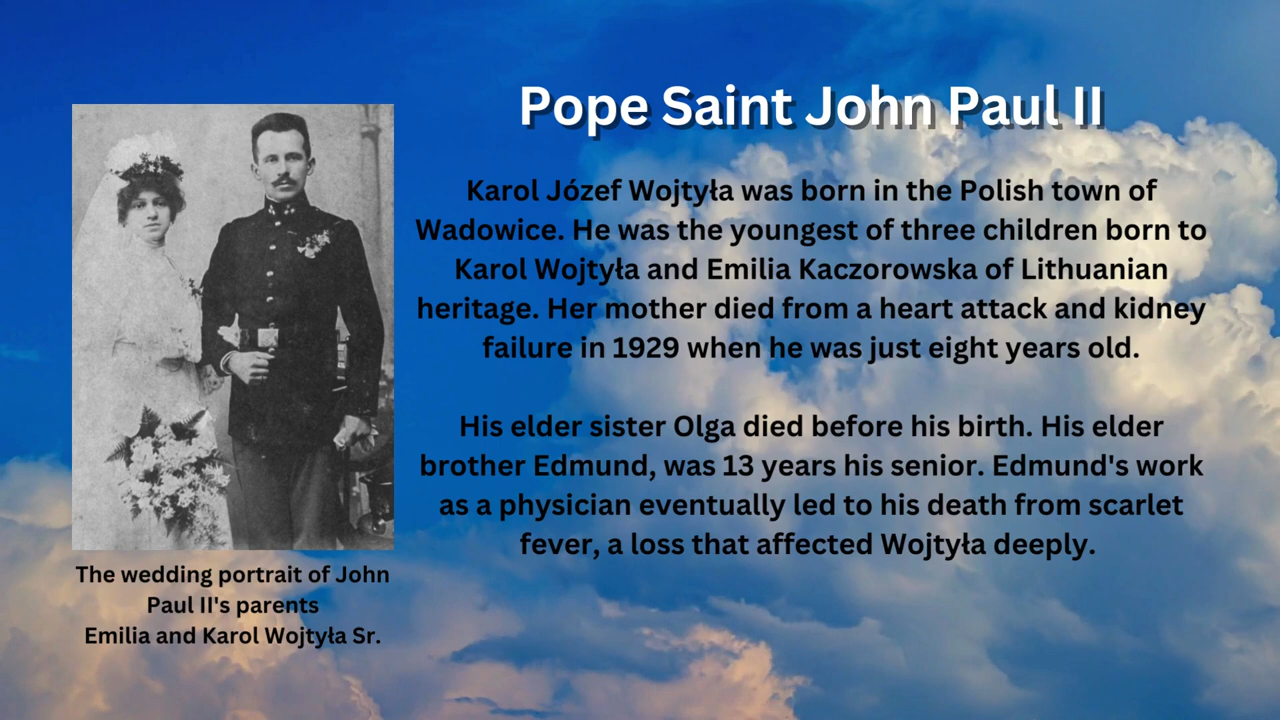 Pope Saint John Paul II
Karol Józef Wojtyła was born in the Polish town of
Wadowice. He was the youngest of three children born to
Karol Wojtyła and Emilia Kaczorowska of Lithuanian
heritage. Her mother died from a heart attack and kidney
failure in 1929 when he was just eight years old.
His elder sister Olga died before his birth. His elder
brother Edmund, was 13 years his senior. Edmund's work
as a physician eventually led to his death from scarlet
fever, a loss that affected Wojtyła deeply.
The wedding portrait of John
Paul II's parents
Emilia and Karol Wojtyła Sr.